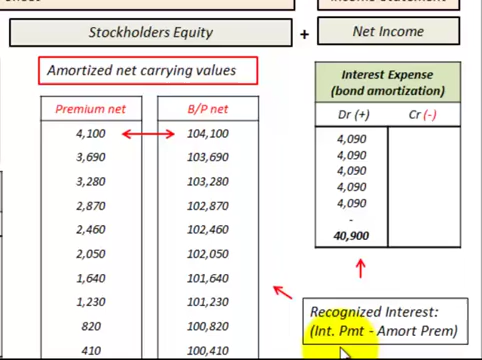 Stockholders Equity + Net Income
Amortized net carrying values
Premium net B/P net
4,100 104,100
3,690 103,690
3,280 103,280
2,870 102,870
2,460 102,460
2,050 102,050
1,640 101,640
1,230 101,230
820 100,820
410 100,410
Interest Expense
(bond amortization)
Dr (+) Cr (-)
4,090
4,090
4,090
4,090
4,090
-
40,900
Recognized Interest:
(Int. Pmt - Amort Prem)